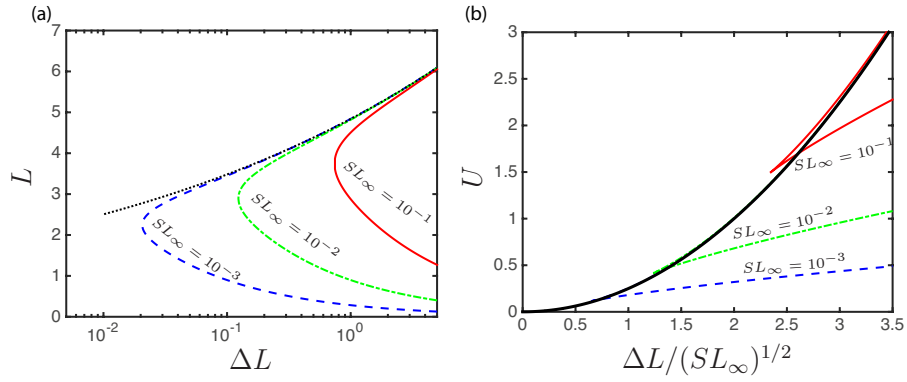 (a)
7
6
5
4
3
2
1
0
L
10⁻² 10⁻¹ 10⁰
ΔL
SL∞ = 10⁻¹
SL∞ = 10⁻²
SL∞ = 10⁻³
(b)
3
2.5
2
1.5
1
0.5
0
U
0 0.5 1 1.5 2 2.5 3 3.5
ΔL/(SL∞)^{1/2}
SL∞ = 10⁻¹
SL∞ = 10⁻²
SL∞ = 10⁻³